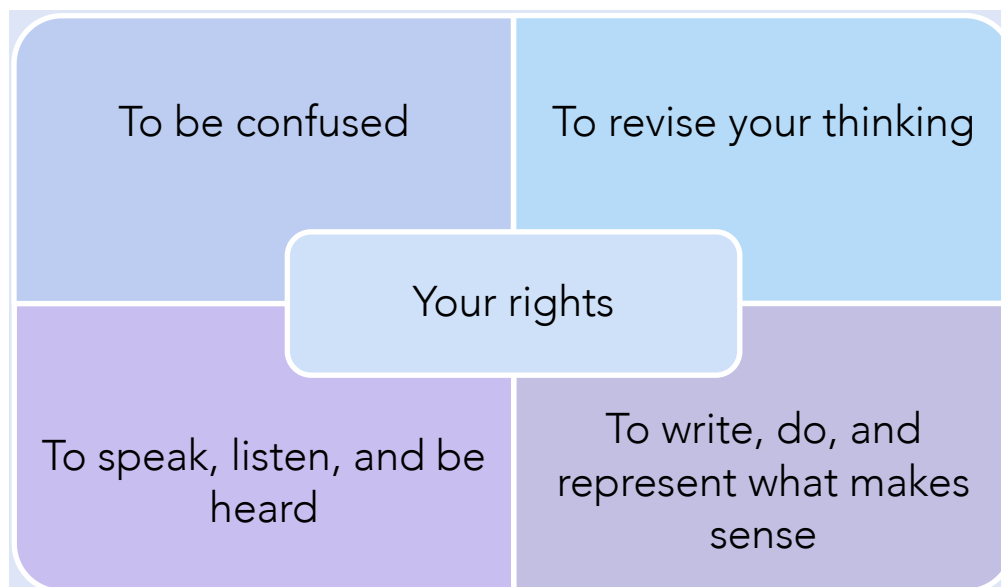 To be confused
To revise your thinking
Your rights
To speak, listen, and be
heard
To write, do, and
represent what makes
sense